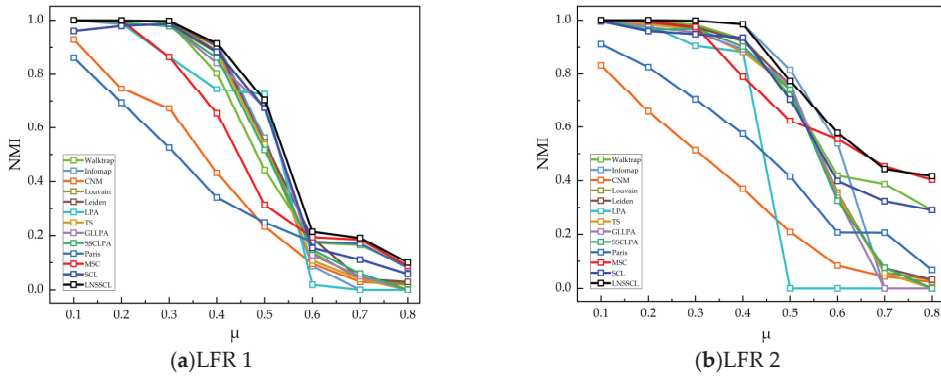 NMI
1.0
0.8
0.6
0.4
0.2
0.0
Walktrap
Infomap
CNM
Louvain
Leiden
LPA
TS
GLLPA
SSCLPA
Paris
MSC
SCL
LNSSCL
0.1 0.2 0.3 0.4 0.5 0.6 0.7 0.8
μ
(a)LFR 1
NMI
1.0
0.8
0.6
0.4
0.2
0.0
Walktrap
Infomap
CNM
Louvain
Leiden
LPA
TS
GLLPA
SSCLPA
Paris
MSC
SCL
LNSSCL
0.1 0.2 0.3 0.4 0.5 0.6 0.7 0.8
μ
(b)LFR 2